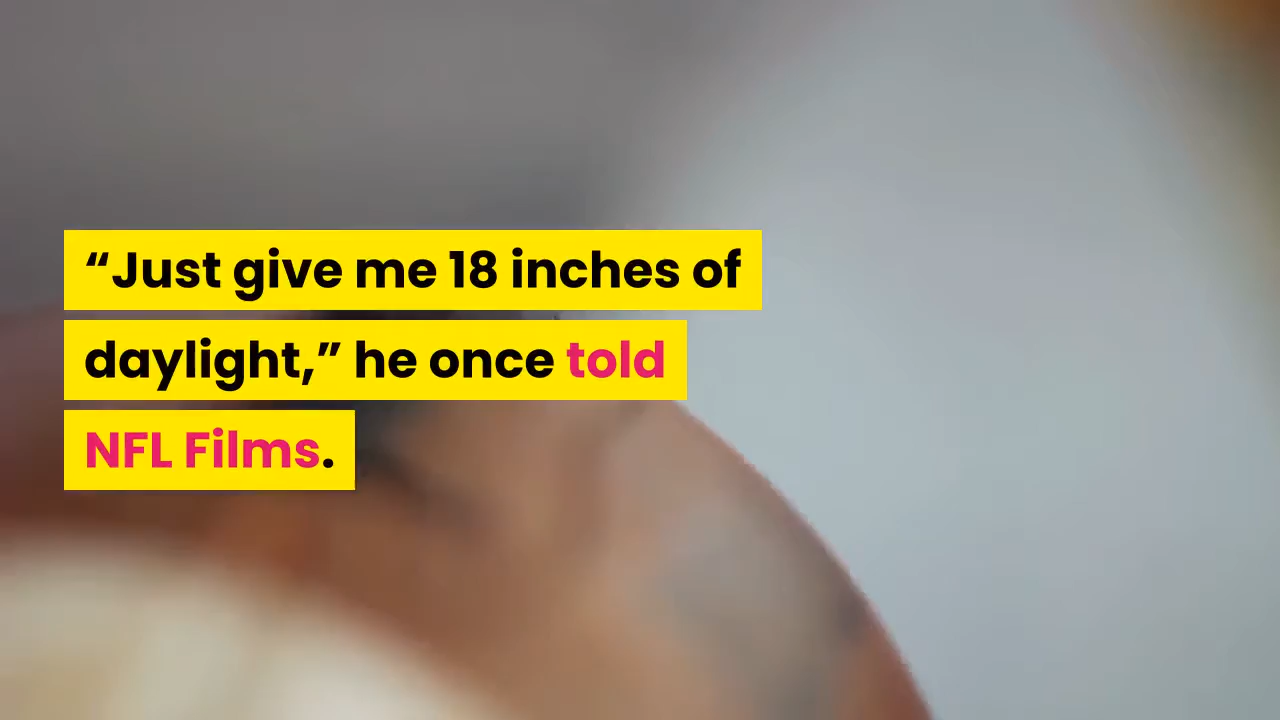 “Just give me 18 inches of
daylight,” he once told
NFL Films.